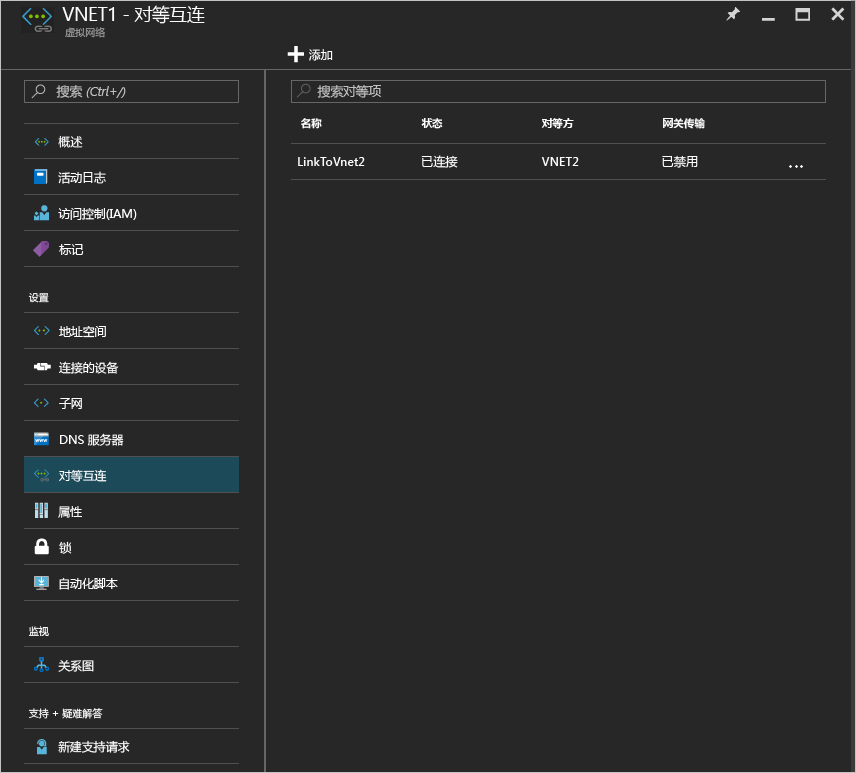 VNET1 - 对等互连
虚拟网络
添加
搜索 (Ctrl+/)
概述
活动日志
访问控制(IAM)
标记
设置
地址空间
连接的设备
子网
DNS 服务器
对等互连
属性
锁
自动化脚本
监视
关系图
支持 + 疑难解答
新建支持请求
搜索对等项
名称 状态 对等方 网关传输
LinkToVnet2 已连接 VNET2 已禁用 ...